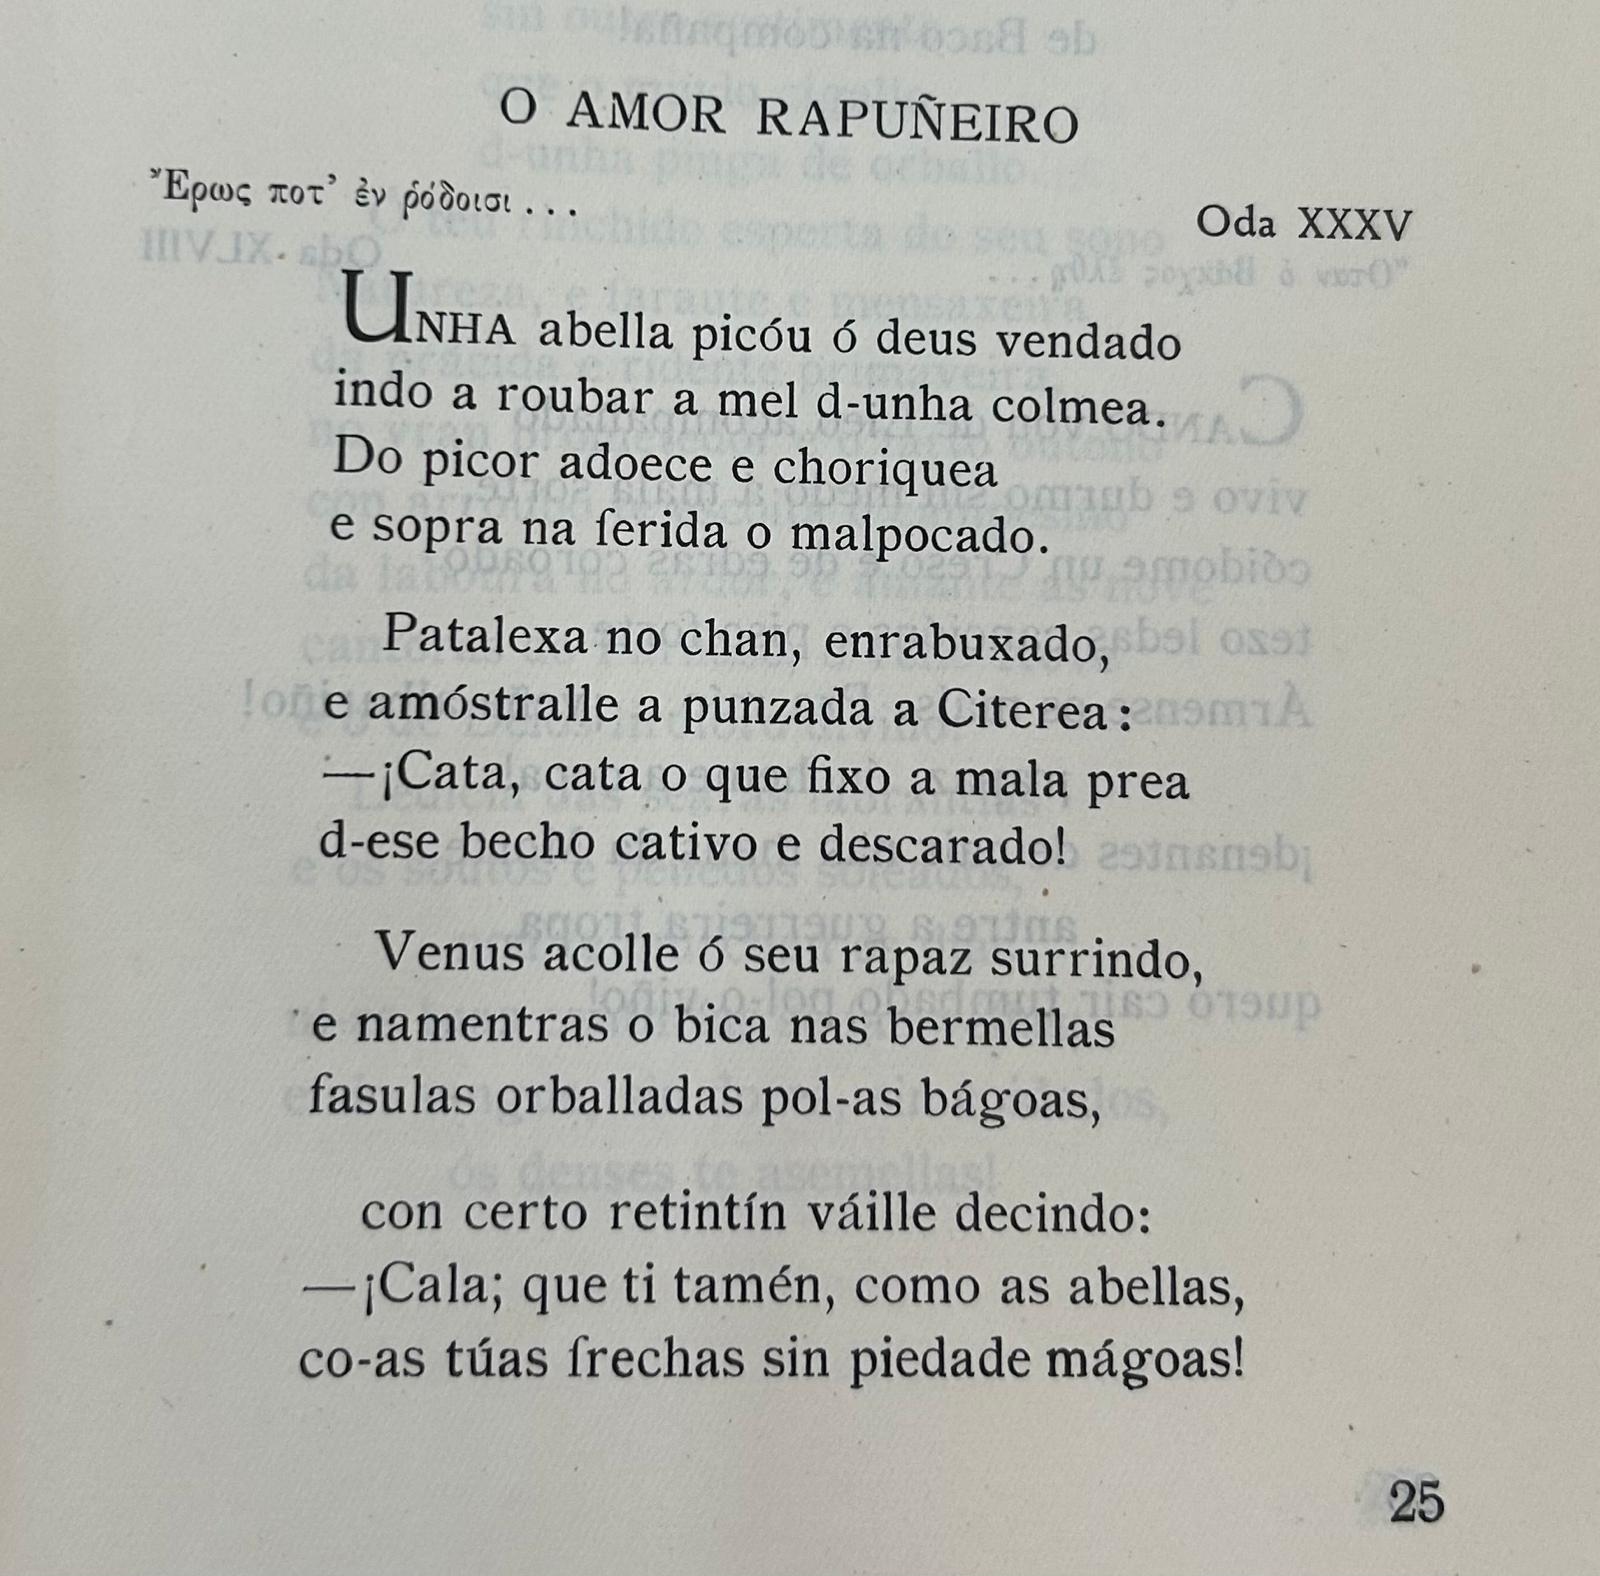 O AMOR RAPUÑEIRO
Ἔρως ποτ’ ἐν ῥόδοισι...
Oda XXXV
UNHA abella picóu ó deus vendado
indo a roubar a mel d-unha colmea.
Do picor adoece e choriquea
e sopra na ferida o malpocado.
Patalexa no chan, enrabuxado,
e amóstralle a punzada a Citerea:
—¡Cata, cata o que fixo a mala prea
d-ese becho cativo e descarado!
Venus acolle ó seu rapaz surrindo,
e namentras o bica nas bermellas
fasulas orballadas pol-as bágoas,
con certo retintín váille decindo:
—¡Cala; que ti tamén, como as abellas,
co-as túas frechas sin piedade mágoas!
25